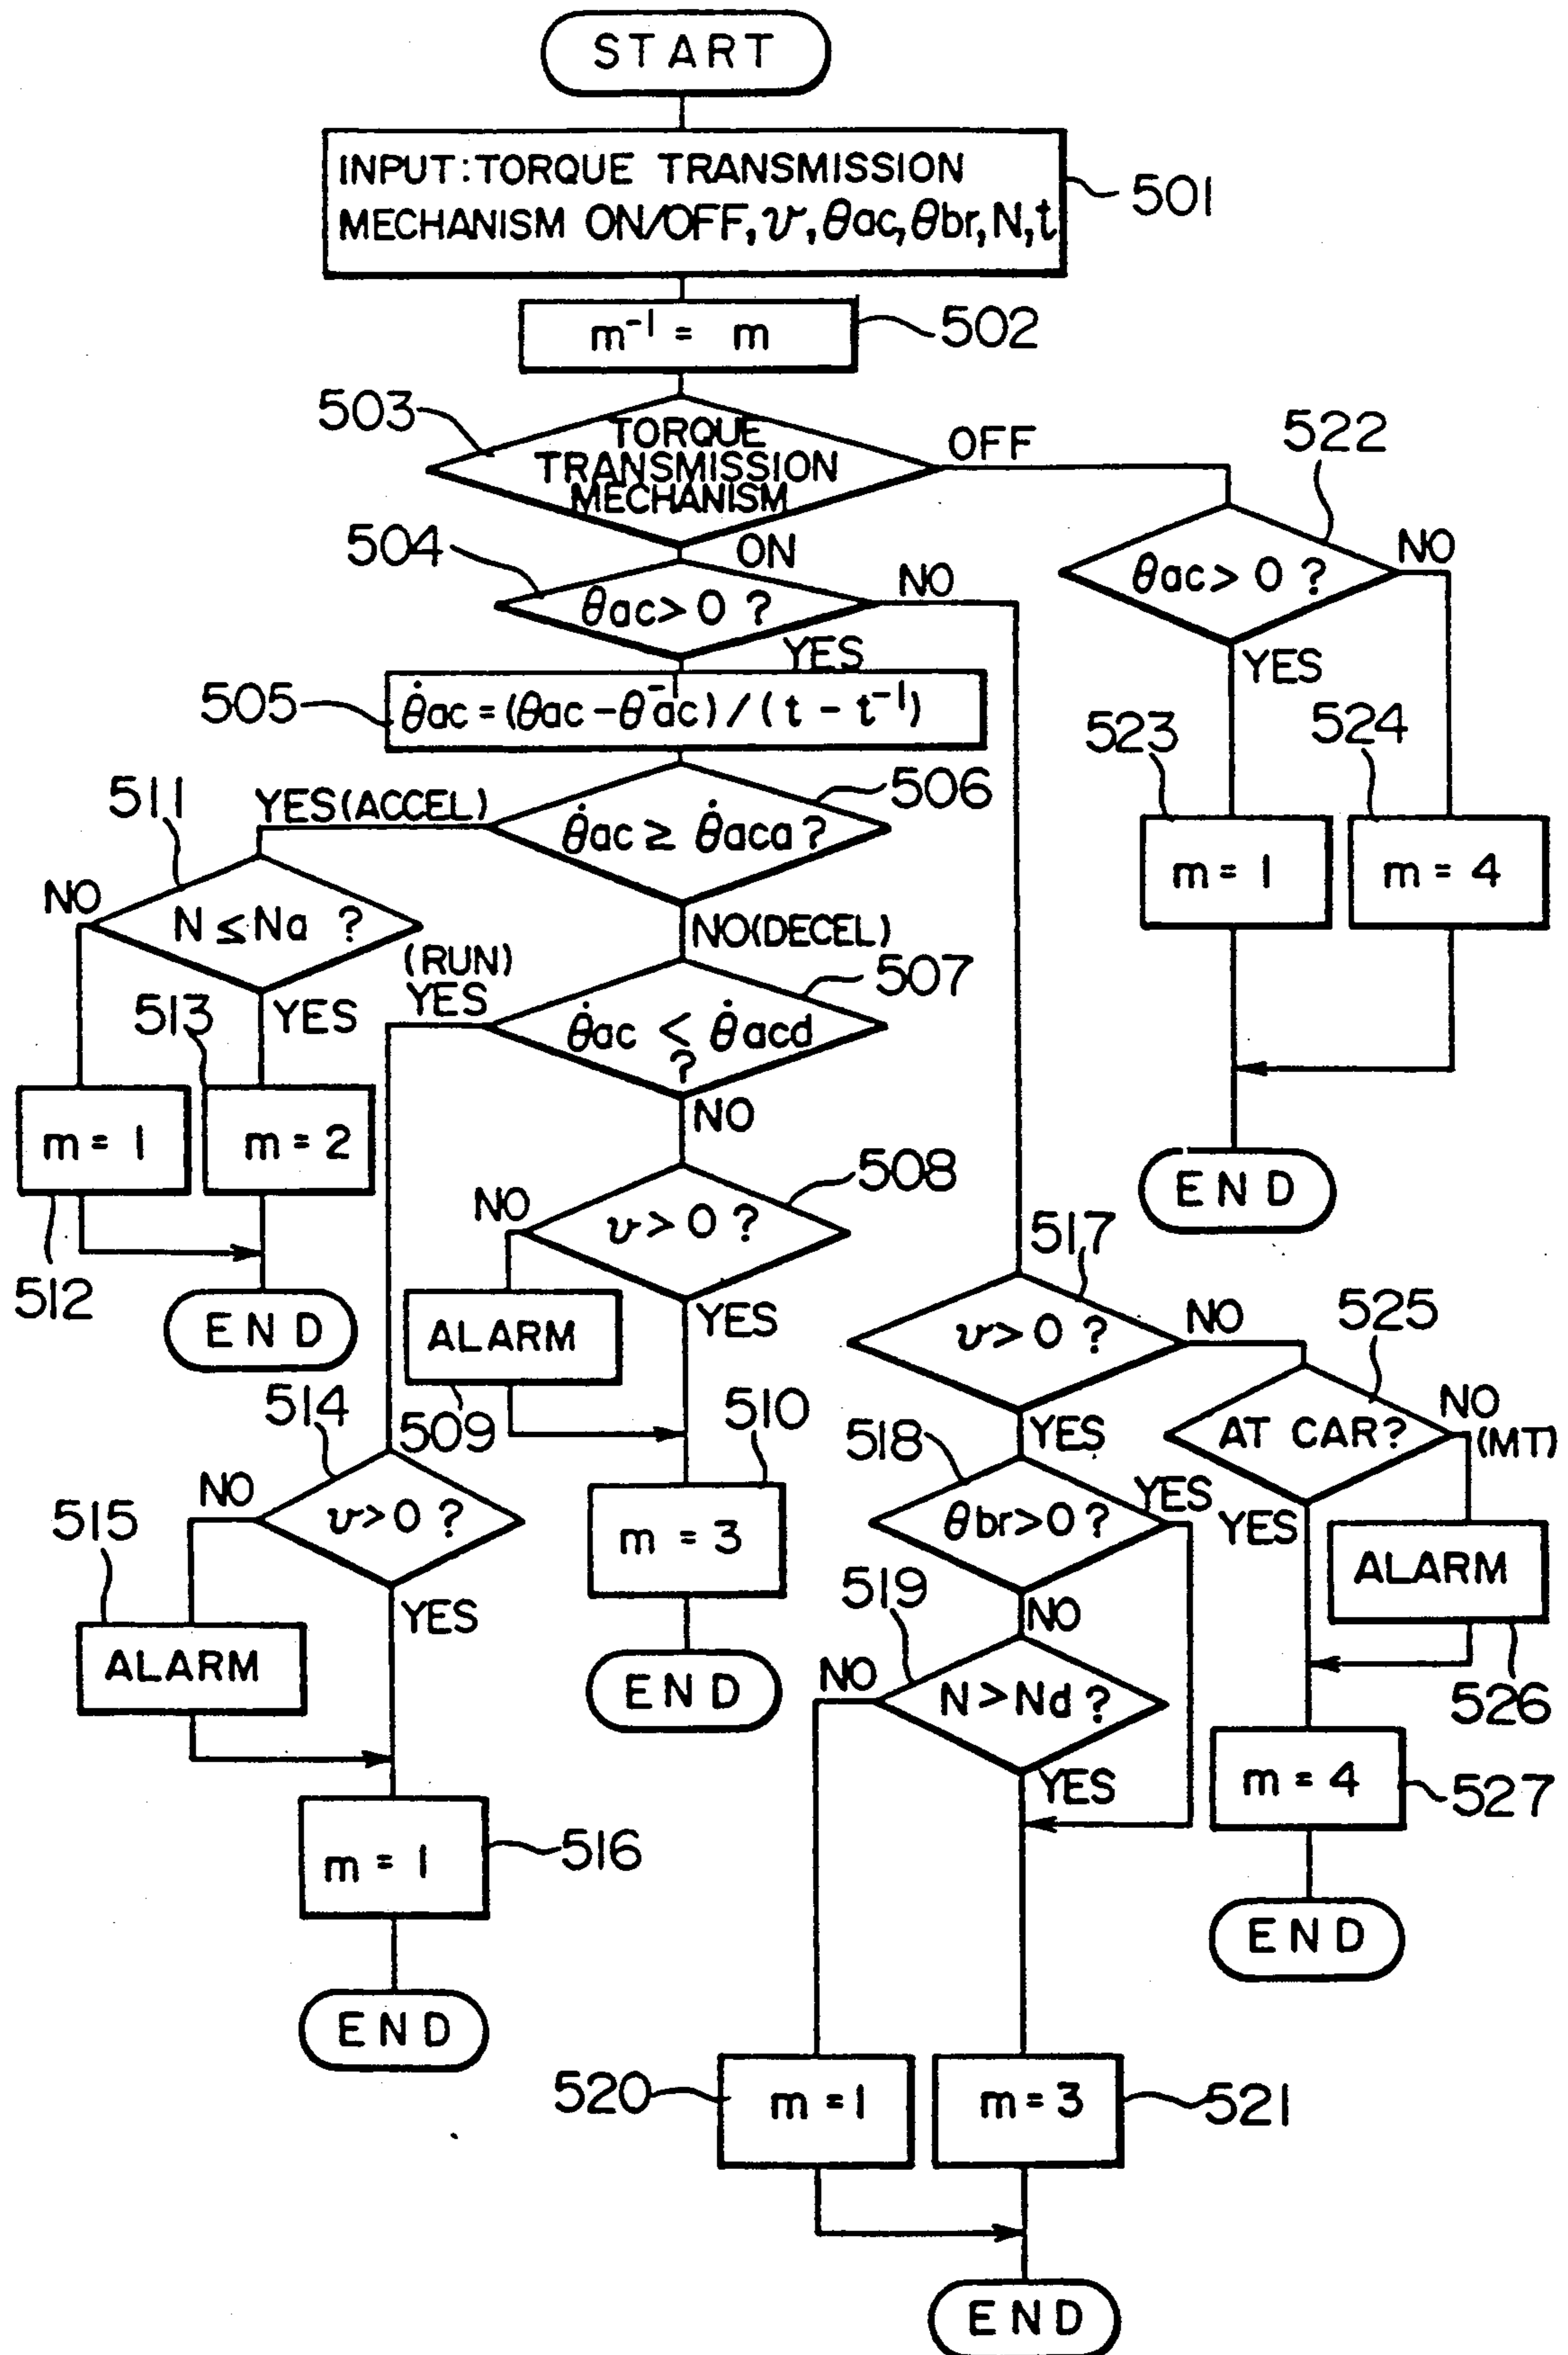 START
INPUT: TORQUE TRANSMISSION
MECHANISM ON/OFF, v, θac, θbr, N, t
501
m⁻¹ = m
502
503
TORQUE
TRANSMISSION
MECHANISM
OFF
522
504
ON
θac > 0 ?
NO
θac > 0 ?
NO
YES
YES
505
θ̇ac = (θac - θ⁻¹ac) / (t - t⁻¹)
523
524
506
511
YES (ACCEL)
θ̇ac ≥ θ̇aca ?
m = 1
m = 4
NO
N ≤ Na ?
NO (DECEL)
(RUN)
YES
507
513
YES
θ̇ac < θ̇acd
?
NO
m = 1
m = 2
508
END
NO
v > 0 ?
517
512
END
ALARM
YES
v > 0 ?
NO
525
514
509
510
518
YES
AT CAR?
NO
(MT)
515
NO
v > 0 ?
m = 3
θbr > 0 ?
YES
YES
ALARM
519
YES
NO
ALARM
END
NO
N > Nd ?
526
YES
m = 4
527
m = 1
516
END
END
520
m = 1
m = 3
521
END